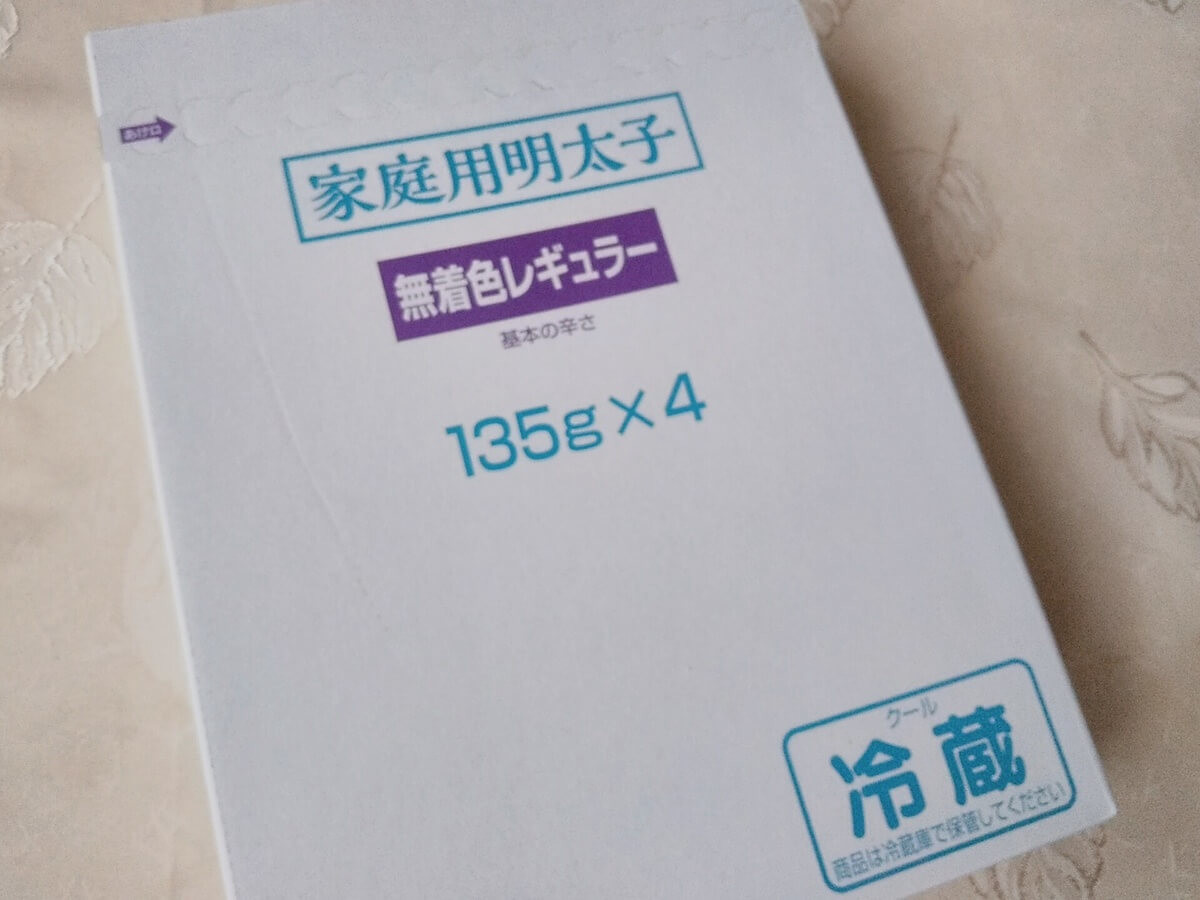 あけ口
家庭用明太子
無着色レギュラー
基本の辛さ
135g×4
クール
冷蔵
商品は冷蔵庫で保管してください